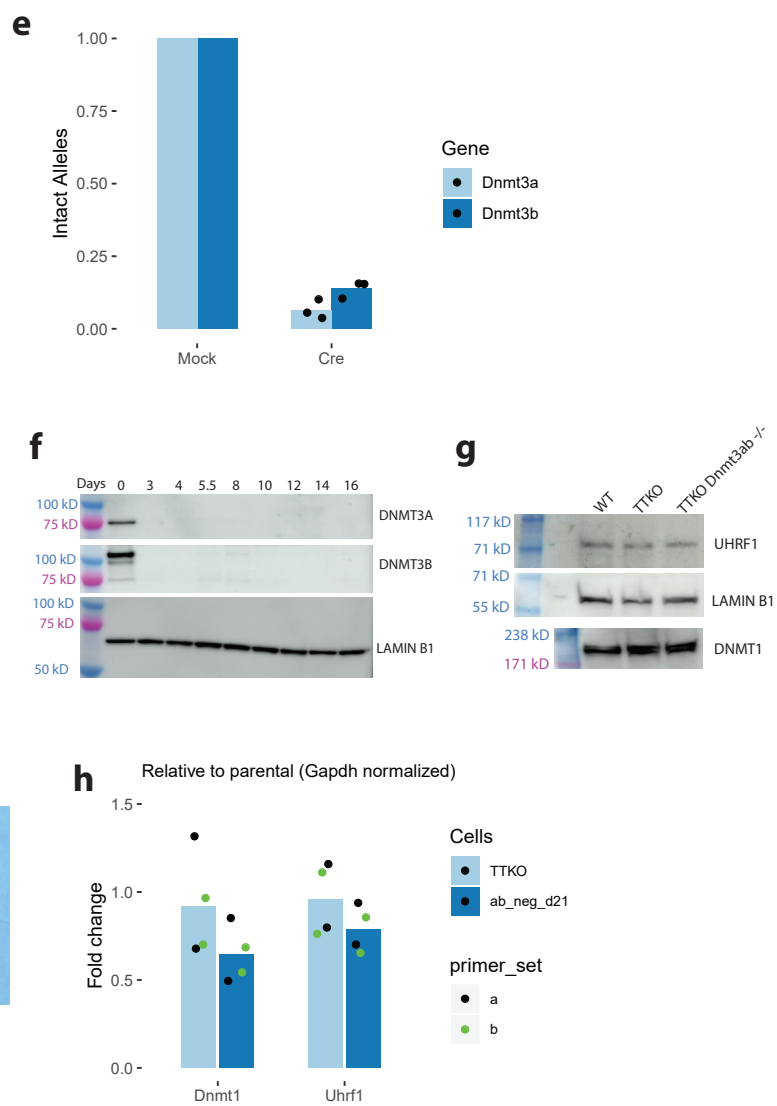 e
1.00
0.75
0.50
0.25
0.00
Intact Alleles
Mock
Cre
Gene
Dnmt3a
Dnmt3b
f
Days 0 3 4 5.5 8 10 12 14 16
100 kD
75 kD
DNMT3A
100 kD
75 kD
DNMT3B
100 kD
75 kD
50 kD
LAMIN B1
g
WT
TTKO
TTKO Dnmt3ab -/-
117 kD
71 kD
UHRF1
71 kD
55 kD
LAMIN B1
238 kD
171 kD
DNMT1
h
Relative to parental (Gapdh normalized)
1.5
1.0
0.5
0.0
Fold change
Dnmt1
Uhrf1
Cells
TTKO
ab_neg_d21
primer_set
a
b